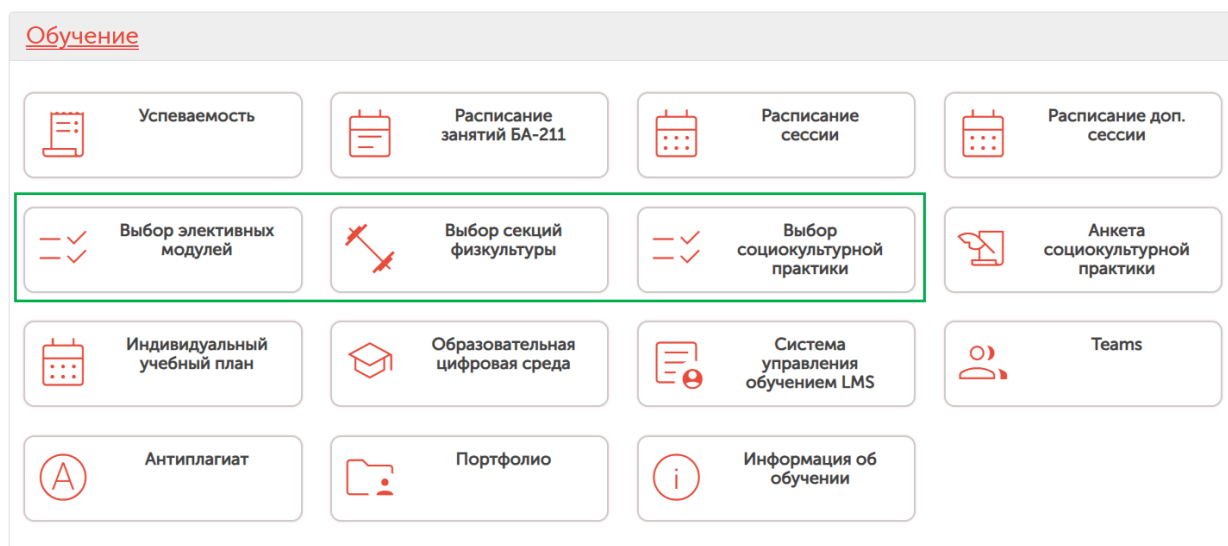 Обучение
Успеваемость
Расписание
занятий БА-211
Расписание
сессии
Расписание доп.
сессии
Выбор элективных
модулей
Выбор секций
физкультуры
Выбор
социокультурной
практики
Анкета
социокультурной
практики
Индивидуальный
учебный план
Образовательная
цифровая среда
Система
управления
обучением LMS
Teams
A
Антиплагиат
Портфолио
i
Информация об
обучении